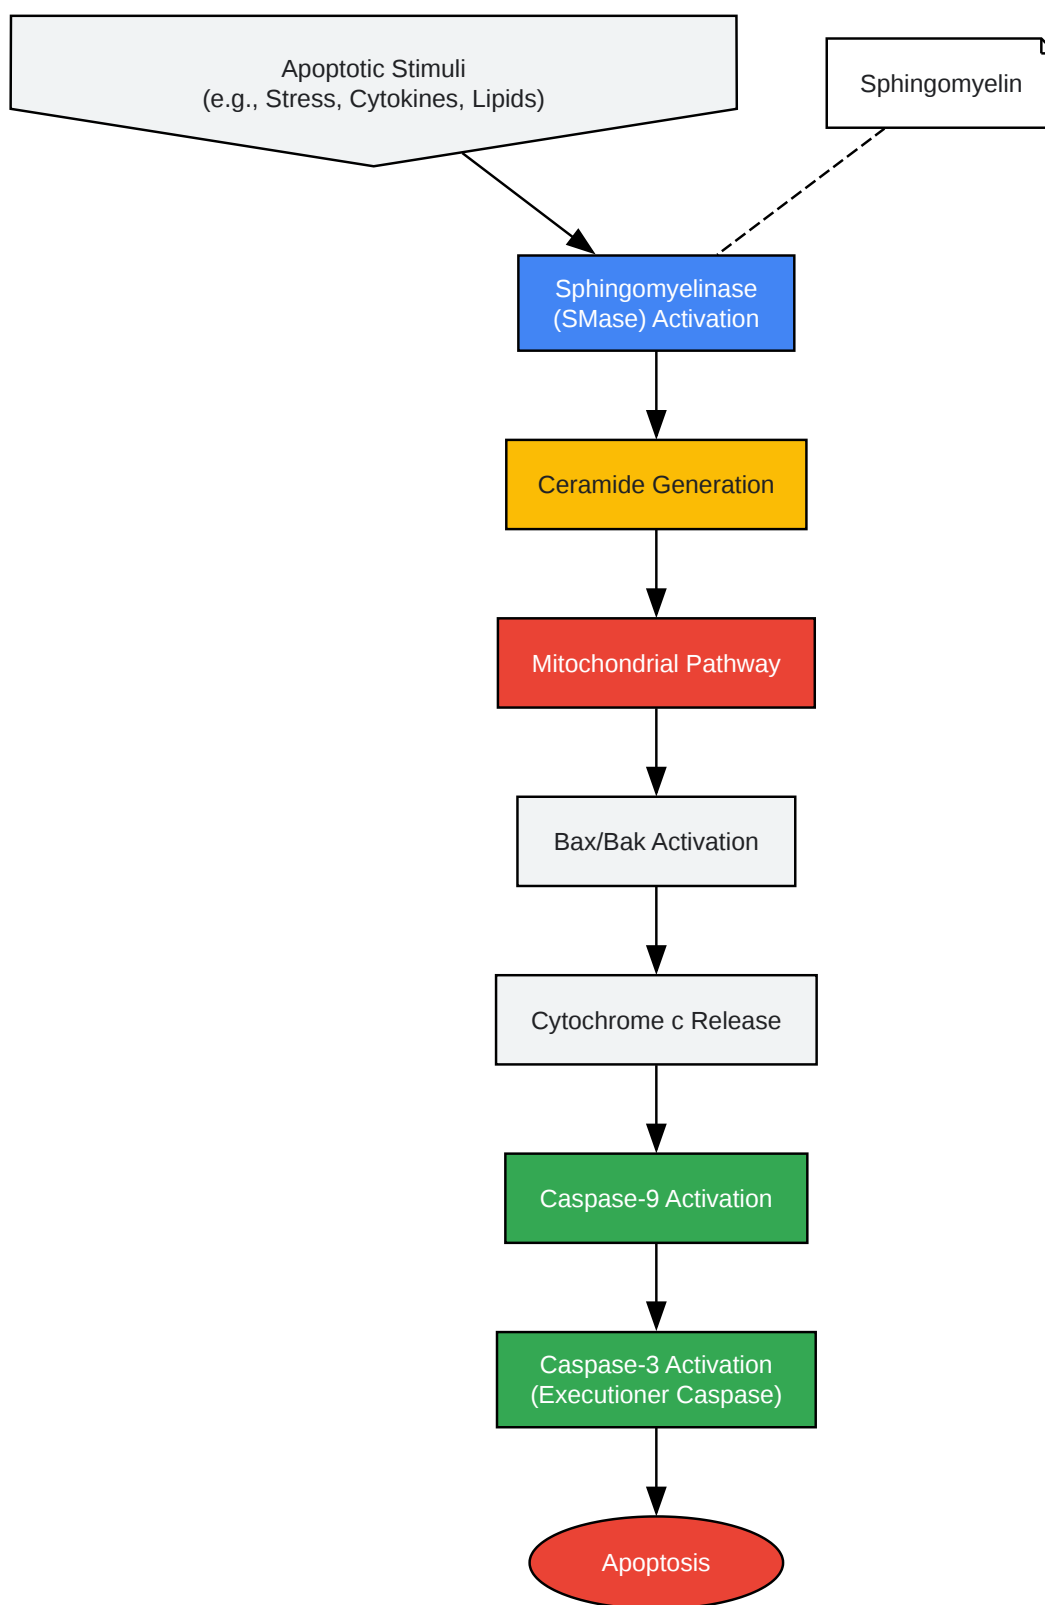 Apoptotic Stimuli
(e.g., Stress, Cytokines, Lipids)
Sphingomyelin
Sphingomyelinase
(SMase) Activation
Ceramide Generation
Mitochondrial Pathway
Bax/Bak Activation
Cytochrome c Release
Caspase-9 Activation
Caspase-3 Activation
(Executioner Caspase)
Apoptosis